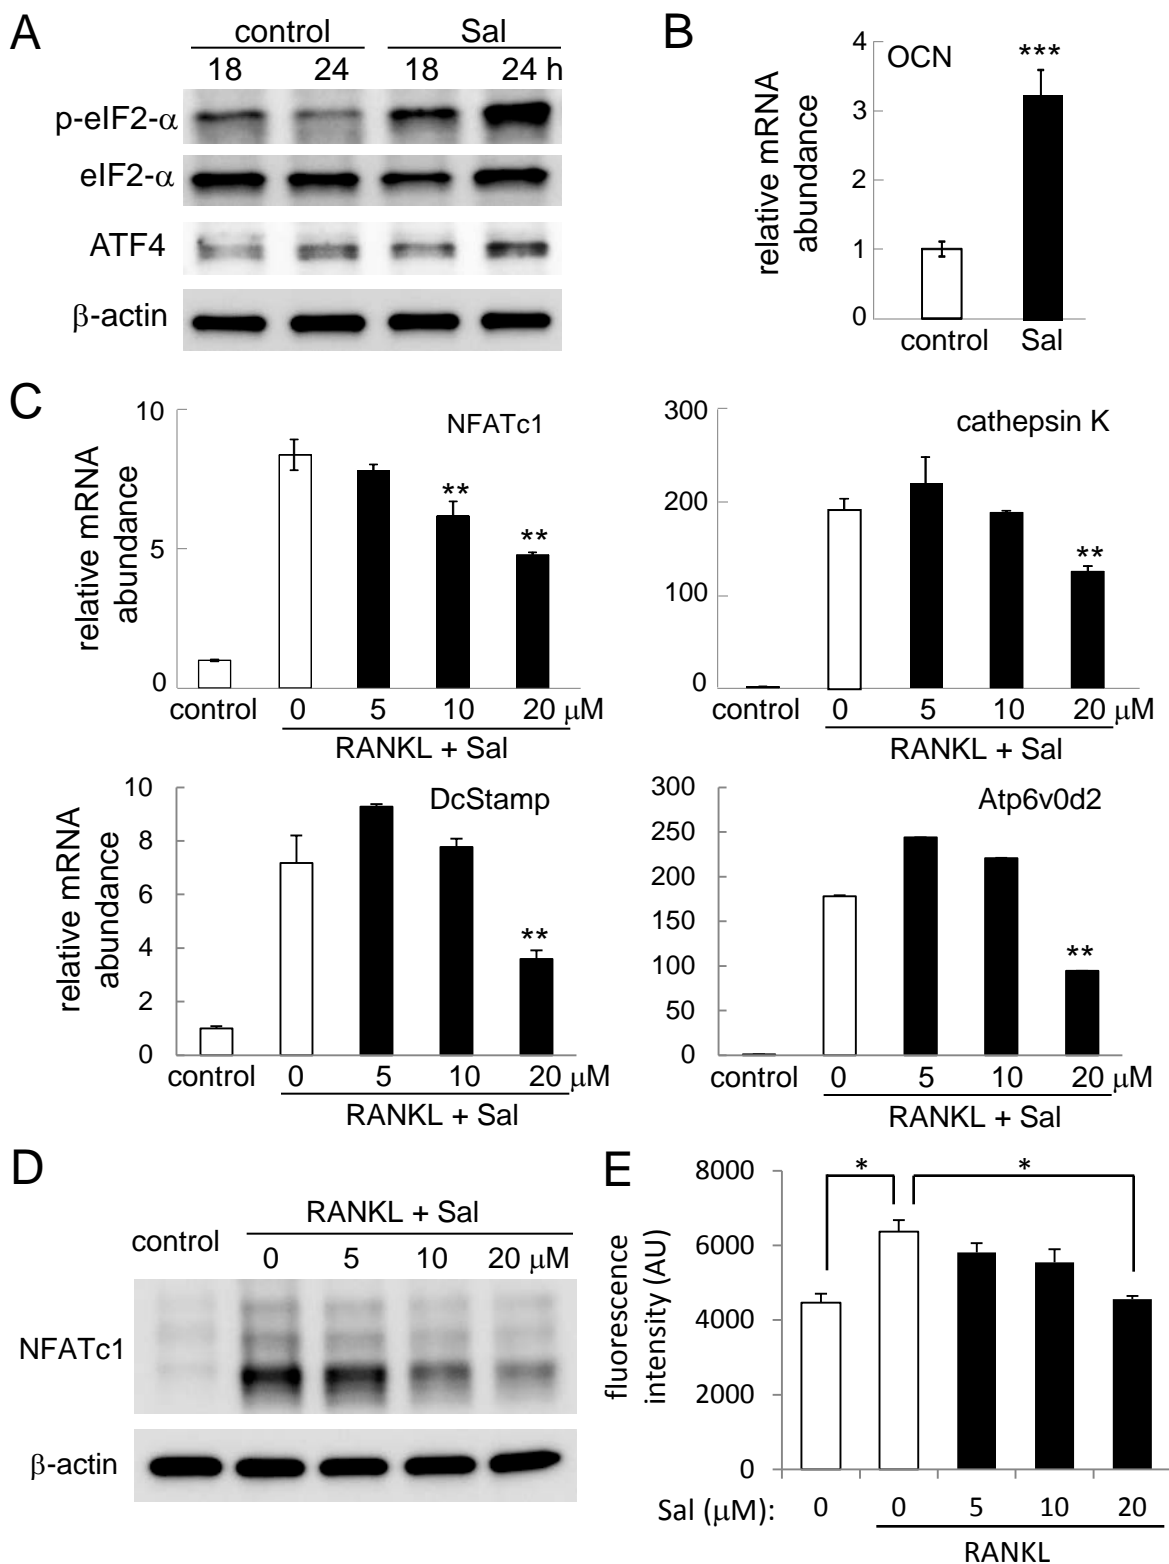 A
control Sal
18 24 18 24 h
p-eIF2-α
eIF2-α
ATF4
β-actin
B
OCN
***
relative mRNA
abundance
4
3
2
1
0
control Sal
C
NFATc1
relative mRNA
abundance
10
5
0
**
**
control 0 5 10 20 μM
RANKL + Sal
cathepsin K
300
200
100
0
**
control 0 5 10 20 μM
RANKL + Sal
DcStamp
relative mRNA
abundance
10
8
6
4
2
0
**
control 0 5 10 20 μM
RANKL + Sal
Atp6v0d2
300
250
200
150
100
50
0
**
control 0 5 10 20 μM
RANKL + Sal
D
RANKL + Sal
control 0 5 10 20 μM
NFATc1
β-actin
E
fluorescence
intensity (AU)
8000
6000
4000
2000
0
* *
Sal (μM): 0 0 5 10 20
RANKL